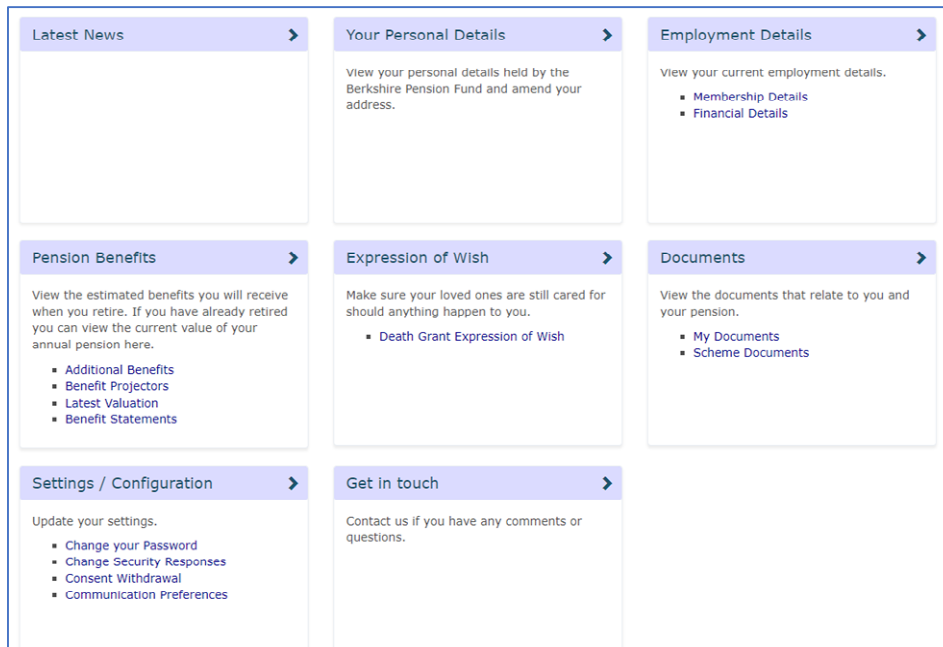 Latest News
Your Personal Details
View your personal details held by the
Berkshire Pension Fund and amend your
address.
Employment Details
View your current employment details.
Membership Details
Financial Details
Pension Benefits
View the estimated benefits you will receive
when you retire. If you have already retired
you can view the current value of your
annual pension here.
Additional Benefits
Benefit Projectors
Latest Valuation
Benefit Statements
Expression of Wish
Make sure your loved ones are still cared for
should anything happen to you.
Death Grant Expression of Wish
Documents
View the documents that relate to you and
your pension.
My Documents
Scheme Documents
Settings / Configuration
Update your settings.
Change your Password
Change Security Responses
Consent Withdrawal
Communication Preferences
Get in touch
Contact us if you have any comments or
questions.